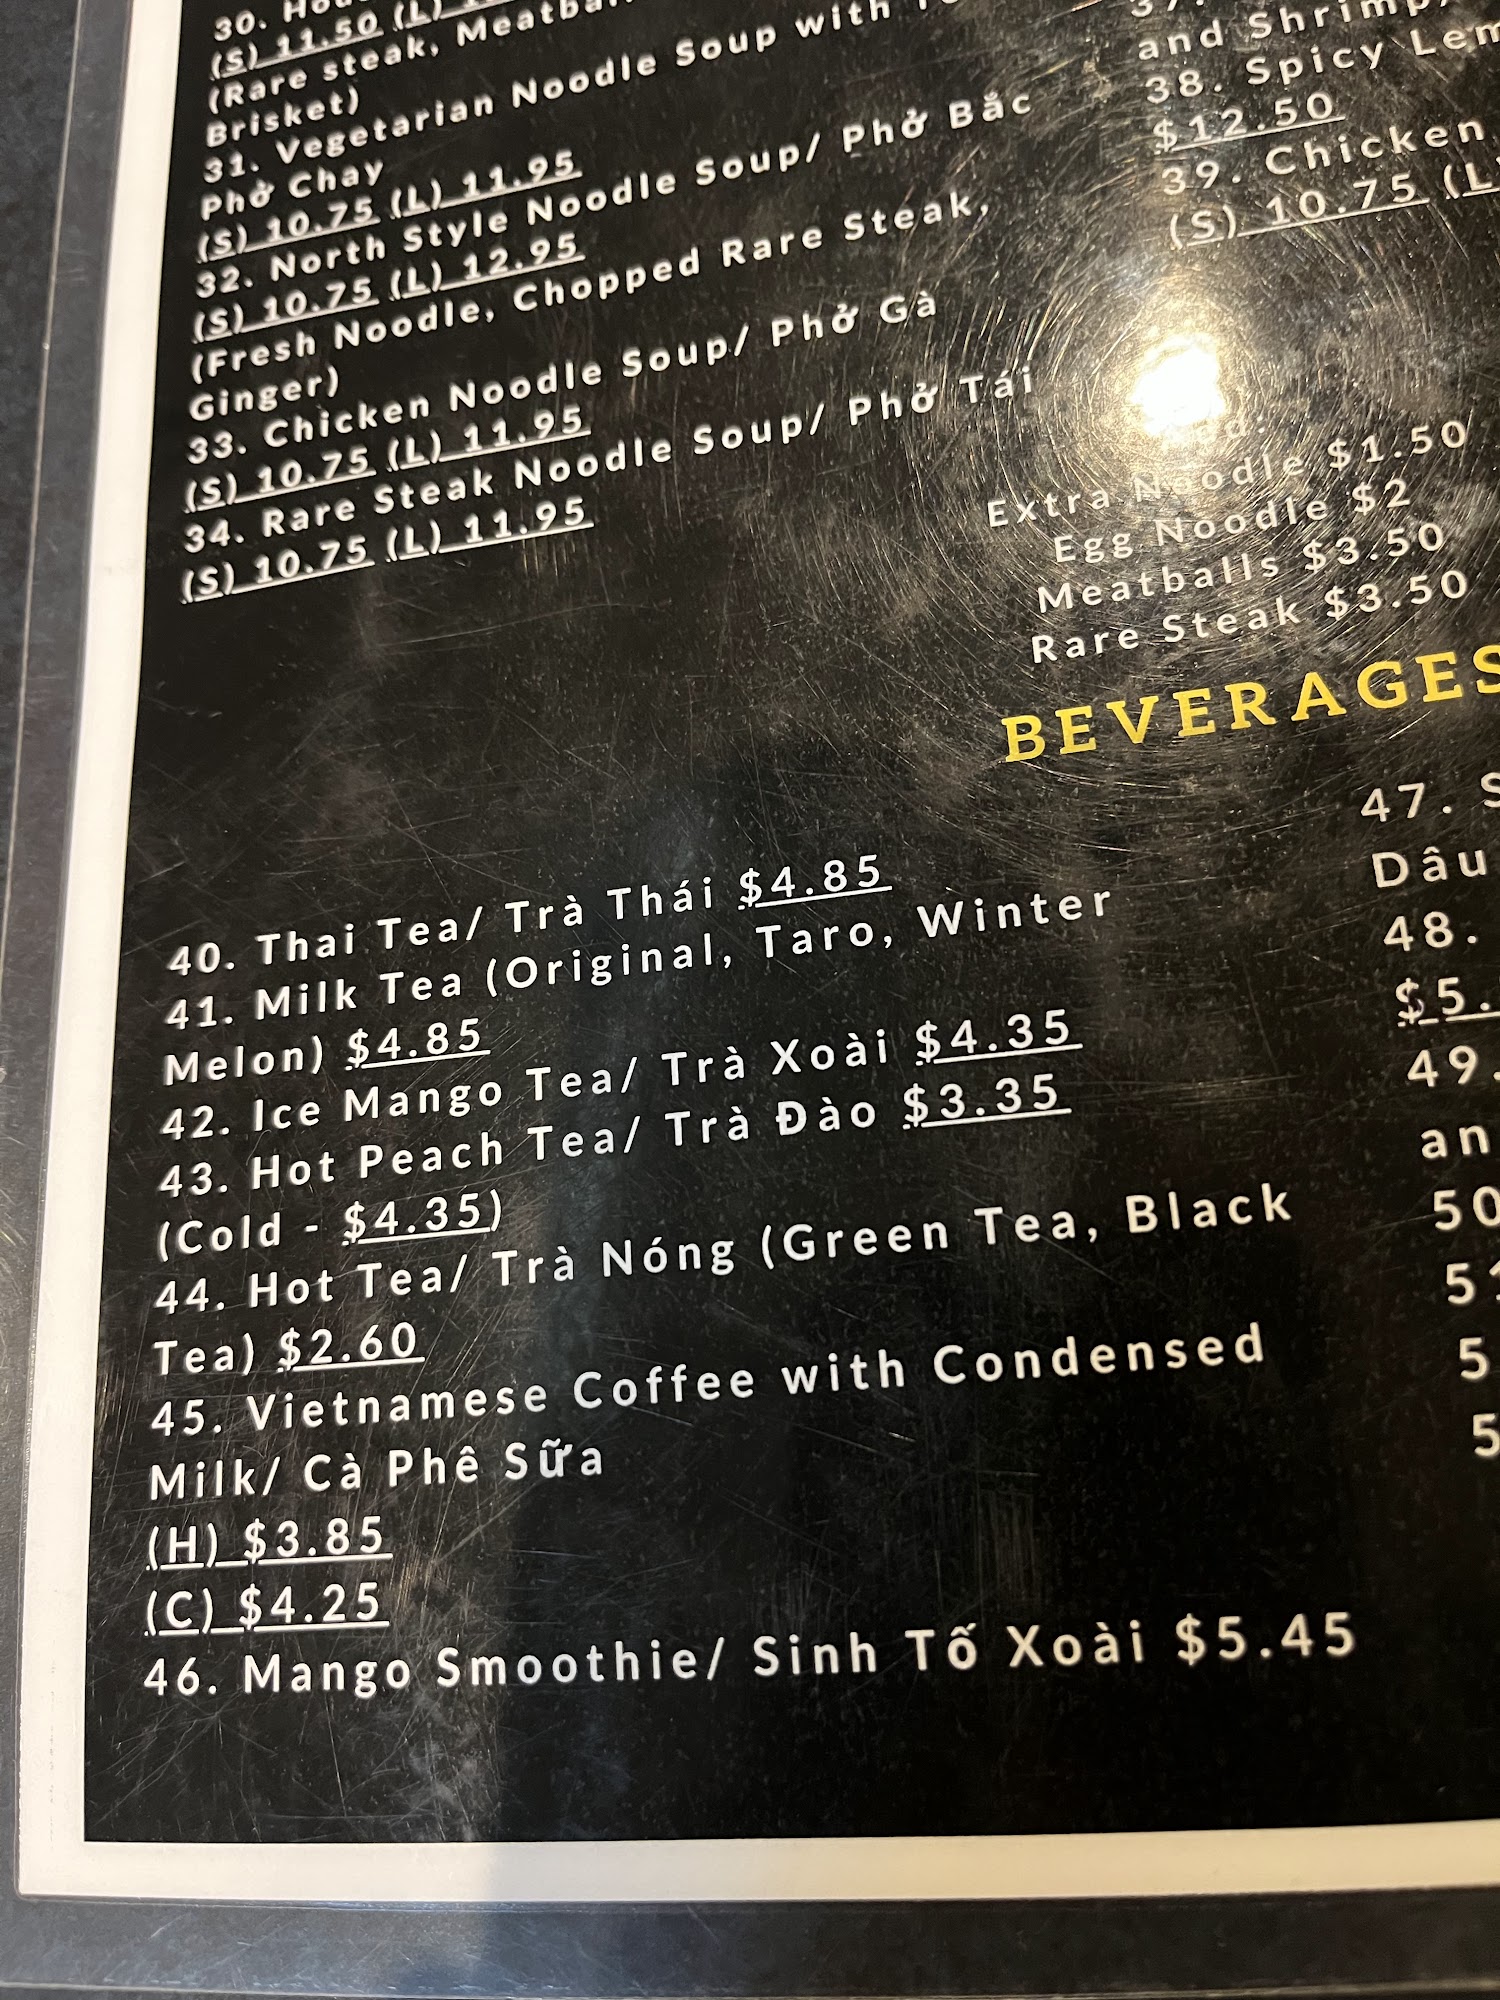 30.
(S) 11.50 (L)
(Rare steak, Meatball
Brisket)
31. Vegetarian Noodle Soup with
Phở Chay
(S) 10.75 (L) 11.95
32. North Style Noodle Soup/ Phở Bắc
(S) 10.75 (L) 12.95
(Fresh Noodle, Chopped Rare Steak,
Ginger)
33. Chicken Noodle Soup/ Phở Gà
(S) 10.75 (L) 11.95
34. Rare Steak Noodle Soup/ Phở Tái
(S) 10.75 (L) 11.95
and Shrimp
38. Spicy
$12.50
39. Chicken
(S) 10.75 (L
Extra Noodle $1.50
Egg Noodle $2
Meatballs $3.50
Rare Steak $3.50
BEVERAGES
40. Thai Tea/ Trà Thái $4.85
41. Milk Tea (Original, Taro, Winter
Melon) $4.85
42. Ice Mango Tea/ Trà Xoài $4.35
43. Hot Peach Tea/ Trà Đào $3.35
(Cold - $4.35)
44. Hot Tea/ Trà Nóng (Green Tea, Black
Tea) $2.60
45. Vietnamese Coffee with Condensed
Milk/ Cà Phê Sữa
(H) $3.85
(C) $4.25
46. Mango Smoothie/ Sinh Tố Xoài $5.45
47. S
Dâu
48.
$5.
49.
an
50
51
5
5